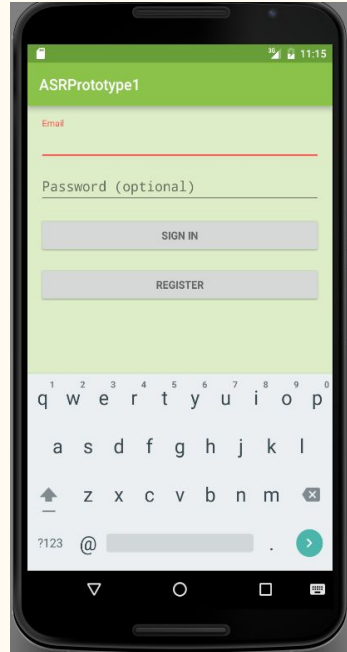 3G 11:15
ASRPrototype1
Email
Password (optional)
SIGN IN
REGISTER
1 2 3 4 5 6 7 8 9 0
q w e r t y u i o p
a s d f g h j k l
z x c v b n m
?123 @ .